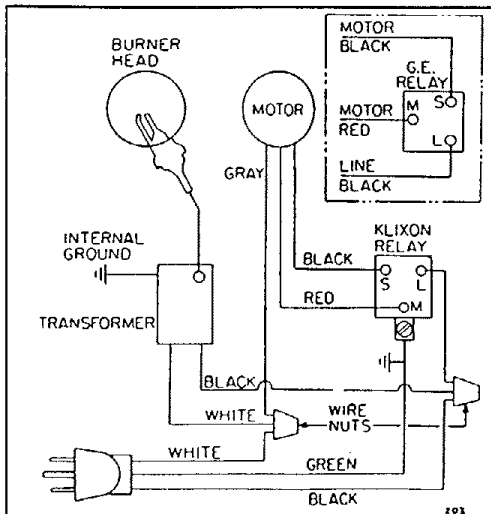 BURNER
HEAD
MOTOR
BLACK
G.E.
RELAY
S
M
MOTOR
RED
L
LINE
BLACK
MOTOR
GRAY
INTERNAL
GROUND
KLIXON
RELAY
BLACK
S
L
RED
M
TRANSFORMER
BLACK
WHITE
WIRE
NUTS
WHITE
GREEN
BLACK